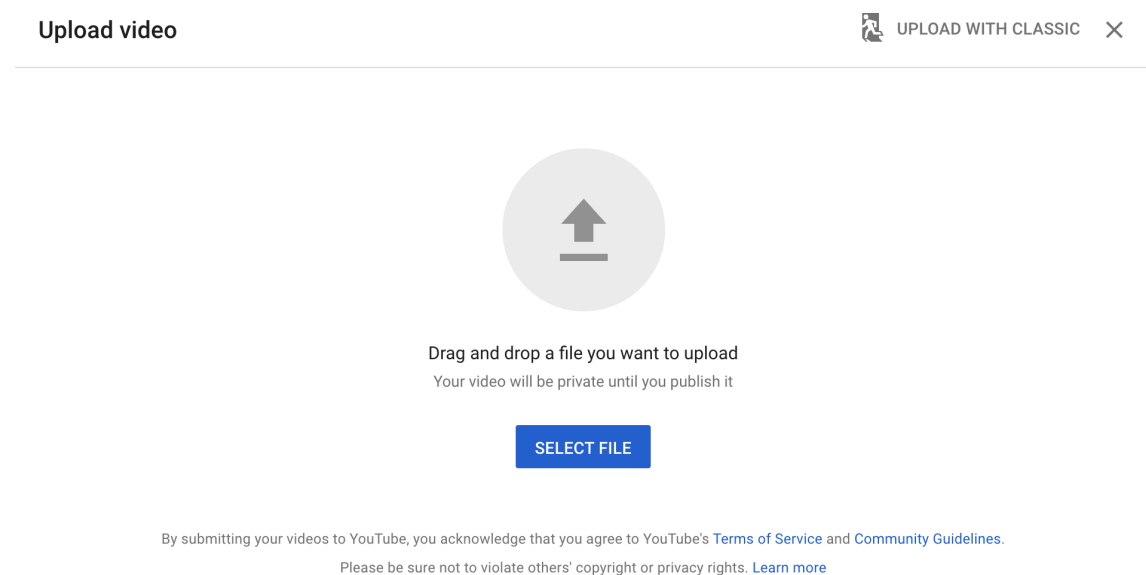 Upload video
UPLOAD WITH CLASSIC
Drag and drop a file you want to upload
Your video will be private until you publish it
SELECT FILE
By submitting your videos to YouTube, you acknowledge that you agree to YouTube's Terms of Service and Community Guidelines.
Please be sure not to violate others' copyright or privacy rights. Learn more